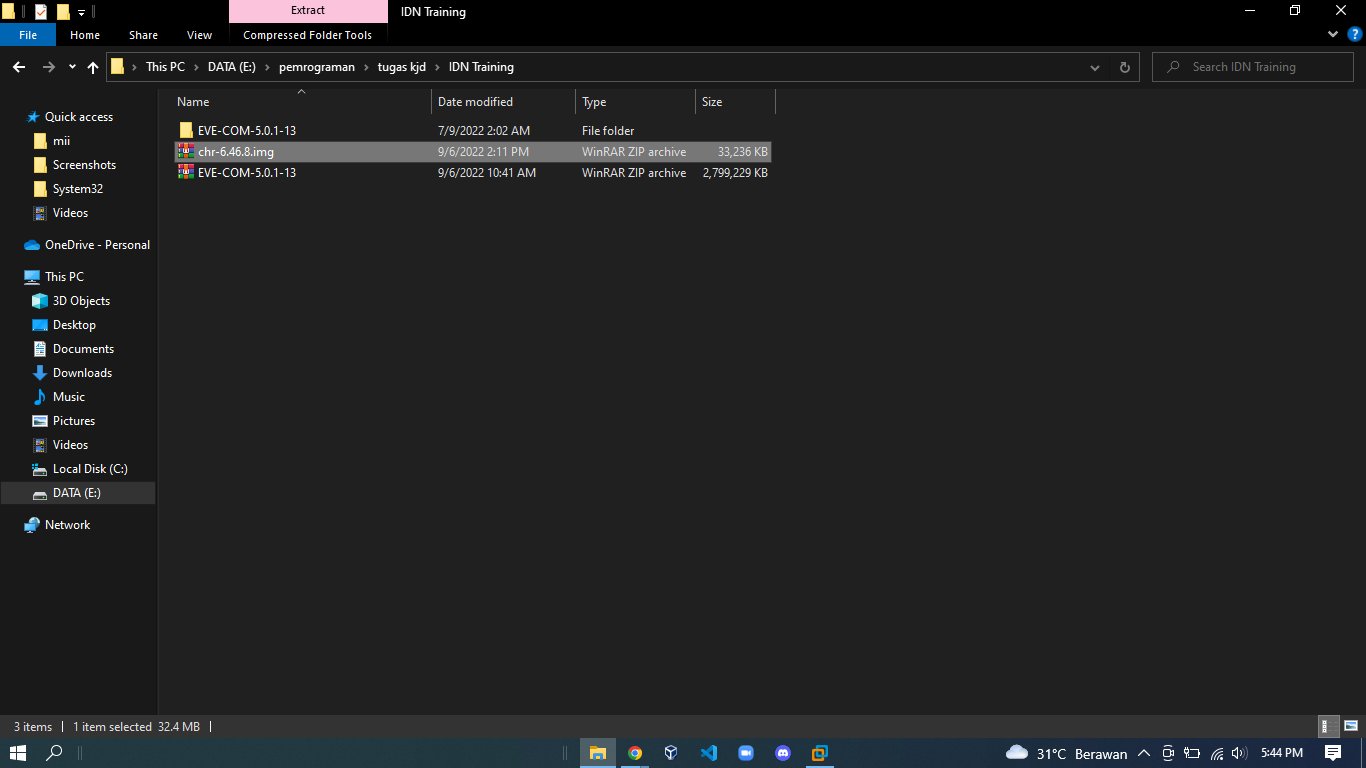 Extract
IDN Training
File Home Share View Compressed Folder Tools
This PC DATA (E:) pemrograman tugas kjd IDN Training
Search IDN Training
Name Date modified Type Size
Quick access
mii
Screenshots
System32
Videos
OneDrive - Personal
This PC
3D Objects
Desktop
Documents
Downloads
Music
Pictures
Videos
Local Disk (C:)
DATA (E:)
Network
EVE-COM-5.0.1-13 7/9/2022 2:02 AM File folder
chr-6.46.8.img 9/6/2022 2:11 PM WinRAR ZIP archive 33,236 KB
EVE-COM-5.0.1-13 9/6/2022 10:41 AM WinRAR ZIP archive 2,799,229 KB
3 items 1 item selected 32.4 MB
31°C Berawan 5:44 PM